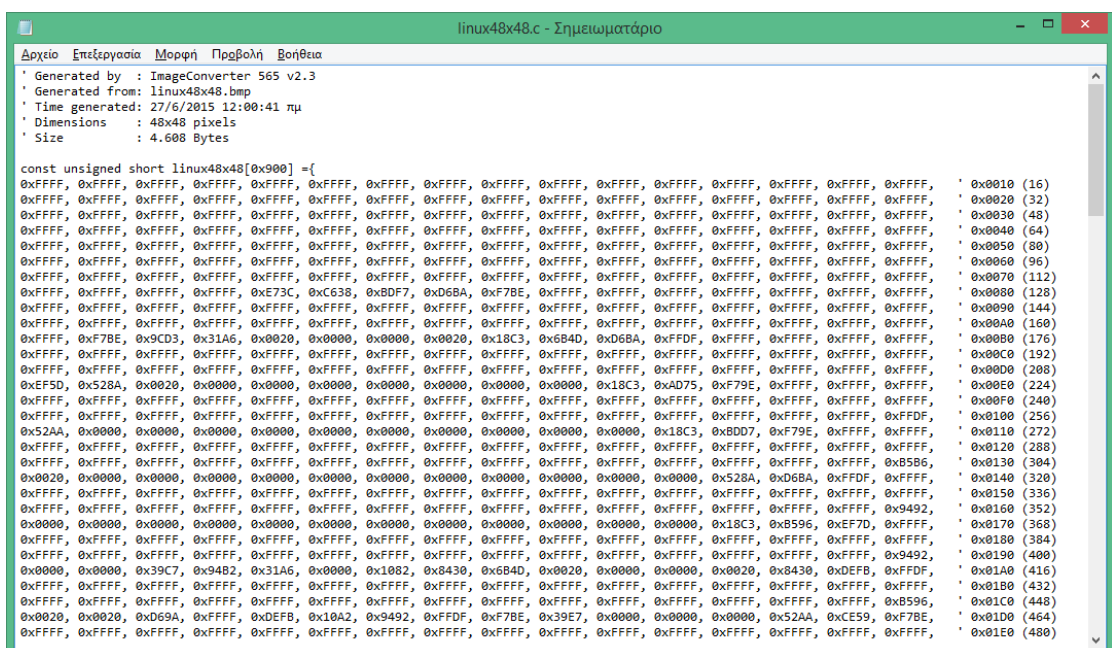 linux48x48.c - Σημειωματάριο
Αρχείο Επεξεργασία Μορφή Προβολή Βοήθεια
' Generated by  : ImageConverter 565 v2.3
' Generated from: linux48x48.bmp
' Time generated: 27/6/2015 12:00:41 πμ
' Dimensions    : 48x48 pixels
' Size          : 4.608 Bytes
const unsigned short linux48x48[0x900] ={
0xFFFF, 0xFFFF, 0xFFFF, 0xFFFF, 0xFFFF, 0xFFFF, 0xFFFF, 0xFFFF, 0xFFFF, 0xFFFF, 0xFFFF, 0xFFFF, 0xFFFF, 0xFFFF, 0xFFFF, 0xFFFF,   ' 0x0010 (16)
0xFFFF, 0xFFFF, 0xFFFF, 0xFFFF, 0xFFFF, 0xFFFF, 0xFFFF, 0xFFFF, 0xFFFF, 0xFFFF, 0xFFFF, 0xFFFF, 0xFFFF, 0xFFFF, 0xFFFF, 0xFFFF,   ' 0x0020 (32)
0xFFFF, 0xFFFF, 0xFFFF, 0xFFFF, 0xFFFF, 0xFFFF, 0xFFFF, 0xFFFF, 0xFFFF, 0xFFFF, 0xFFFF, 0xFFFF, 0xFFFF, 0xFFFF, 0xFFFF, 0xFFFF,   ' 0x0030 (48)
0xFFFF, 0xFFFF, 0xFFFF, 0xFFFF, 0xFFFF, 0xFFFF, 0xFFFF, 0xFFFF, 0xFFFF, 0xFFFF, 0xFFFF, 0xFFFF, 0xFFFF, 0xFFFF, 0xFFFF, 0xFFFF,   ' 0x0040 (64)
0xFFFF, 0xFFFF, 0xFFFF, 0xFFFF, 0xFFFF, 0xFFFF, 0xFFFF, 0xFFFF, 0xFFFF, 0xFFFF, 0xFFFF, 0xFFFF, 0xFFFF, 0xFFFF, 0xFFFF, 0xFFFF,   ' 0x0050 (80)
0xFFFF, 0xFFFF, 0xFFFF, 0xFFFF, 0xFFFF, 0xFFFF, 0xFFFF, 0xFFFF, 0xFFFF, 0xFFFF, 0xFFFF, 0xFFFF, 0xFFFF, 0xFFFF, 0xFFFF, 0xFFFF,   ' 0x0060 (96)
0xFFFF, 0xFFFF, 0xFFFF, 0xFFFF, 0xFFFF, 0xFFFF, 0xFFFF, 0xFFFF, 0xFFFF, 0xFFFF, 0xFFFF, 0xFFFF, 0xFFFF, 0xFFFF, 0xFFFF, 0xFFFF,   ' 0x0070 (112)
0xFFFF, 0xFFFF, 0xFFFF, 0xFFFF, 0xE73C, 0xC638, 0xBDF7, 0xD6BA, 0xF7BE, 0xFFFF, 0xFFFF, 0xFFFF, 0xFFFF, 0xFFFF, 0xFFFF, 0xFFFF,   ' 0x0080 (128)
0xFFFF, 0xFFFF, 0xFFFF, 0xFFFF, 0xFFFF, 0xFFFF, 0xFFFF, 0xFFFF, 0xFFFF, 0xFFFF, 0xFFFF, 0xFFFF, 0xFFFF, 0xFFFF, 0xFFFF, 0xFFFF,   ' 0x0090 (144)
0xFFFF, 0xFFFF, 0xFFFF, 0xFFFF, 0xFFFF, 0xFFFF, 0xFFFF, 0xFFFF, 0xFFFF, 0xFFFF, 0xFFFF, 0xFFFF, 0xFFFF, 0xFFFF, 0xFFFF, 0xFFFF,   ' 0x00A0 (160)
0xFFFF, 0xF7BE, 0x9CD3, 0x31A6, 0x0020, 0x0000, 0x0000, 0x0020, 0x18C3, 0x6B4D, 0xD6BA, 0xFFDF, 0xFFFF, 0xFFFF, 0xFFFF, 0xFFFF,   ' 0x00B0 (176)
0xFFFF, 0xFFFF, 0xFFFF, 0xFFFF, 0xFFFF, 0xFFFF, 0xFFFF, 0xFFFF, 0xFFFF, 0xFFFF, 0xFFFF, 0xFFFF, 0xFFFF, 0xFFFF, 0xFFFF, 0xFFFF,   ' 0x00C0 (192)
0xFFFF, 0xFFFF, 0xFFFF, 0xFFFF, 0xFFFF, 0xFFFF, 0xFFFF, 0xFFFF, 0xFFFF, 0xFFFF, 0xFFFF, 0xFFFF, 0xFFFF, 0xFFFF, 0xFFFF, 0xFFFF,   ' 0x00D0 (208)
0xEF5D, 0x528A, 0x0020, 0x0000, 0x0000, 0x0000, 0x0000, 0x0000, 0x0000, 0x0000, 0x18C3, 0xAD75, 0xF79E, 0xFFFF, 0xFFFF, 0xFFFF,   ' 0x00E0 (224)
0xFFFF, 0xFFFF, 0xFFFF, 0xFFFF, 0xFFFF, 0xFFFF, 0xFFFF, 0xFFFF, 0xFFFF, 0xFFFF, 0xFFFF, 0xFFFF, 0xFFFF, 0xFFFF, 0xFFFF, 0xFFFF,   ' 0x00F0 (240)
0xFFFF, 0xFFFF, 0xFFFF, 0xFFFF, 0xFFFF, 0xFFFF, 0xFFFF, 0xFFFF, 0xFFFF, 0xFFFF, 0xFFFF, 0xFFFF, 0xFFFF, 0xFFFF, 0xFFFF, 0xFFDF,   ' 0x0100 (256)
0x52AA, 0x0000, 0x0000, 0x0000, 0x0000, 0x0000, 0x0000, 0x0000, 0x0000, 0x0000, 0x0000, 0x18C3, 0xBDD7, 0xF79E, 0xFFFF, 0xFFFF,   ' 0x0110 (272)
0xFFFF, 0xFFFF, 0xFFFF, 0xFFFF, 0xFFFF, 0xFFFF, 0xFFFF, 0xFFFF, 0xFFFF, 0xFFFF, 0xFFFF, 0xFFFF, 0xFFFF, 0xFFFF, 0xFFFF, 0xFFFF,   ' 0x0120 (288)
0xFFFF, 0xFFFF, 0xFFFF, 0xFFFF, 0xFFFF, 0xFFFF, 0xFFFF, 0xFFFF, 0xFFFF, 0xFFFF, 0xFFFF, 0xFFFF, 0xFFFF, 0xFFFF, 0xFFFF, 0xB5B6,   ' 0x0130 (304)
0x0020, 0x0000, 0x0000, 0x0000, 0x0000, 0x0000, 0x0000, 0x0000, 0x0000, 0x0000, 0x0000, 0x0000, 0x528A, 0xD6BA, 0xFFDF, 0xFFFF,   ' 0x0140 (320)
0xFFFF, 0xFFFF, 0xFFFF, 0xFFFF, 0xFFFF, 0xFFFF, 0xFFFF, 0xFFFF, 0xFFFF, 0xFFFF, 0xFFFF, 0xFFFF, 0xFFFF, 0xFFFF, 0xFFFF, 0xFFFF,   ' 0x0150 (336)
0xFFFF, 0xFFFF, 0xFFFF, 0xFFFF, 0xFFFF, 0xFFFF, 0xFFFF, 0xFFFF, 0xFFFF, 0xFFFF, 0xFFFF, 0xFFFF, 0xFFFF, 0xFFFF, 0xFFFF, 0x9492,   ' 0x0160 (352)
0x0000, 0x0000, 0x0000, 0x0000, 0x0000, 0x0000, 0x0000, 0x0000, 0x0000, 0x0000, 0x0000, 0x0000, 0x18C3, 0xB596, 0xEF7D, 0xFFFF,   ' 0x0170 (368)
0xFFFF, 0xFFFF, 0xFFFF, 0xFFFF, 0xFFFF, 0xFFFF, 0xFFFF, 0xFFFF, 0xFFFF, 0xFFFF, 0xFFFF, 0xFFFF, 0xFFFF, 0xFFFF, 0xFFFF, 0xFFFF,   ' 0x0180 (384)
0xFFFF, 0xFFFF, 0xFFFF, 0xFFFF, 0xFFFF, 0xFFFF, 0xFFFF, 0xFFFF, 0xFFFF, 0xFFFF, 0xFFFF, 0xFFFF, 0xFFFF, 0xFFFF, 0xFFFF, 0x9492,   ' 0x0190 (400)
0x0000, 0x0000, 0x39C7, 0x94B2, 0x31A6, 0x0000, 0x1082, 0x8430, 0x6B4D, 0x0020, 0x0000, 0x0000, 0x0020, 0x8430, 0xDEFB, 0xFFDF,   ' 0x01A0 (416)
0xFFFF, 0xFFFF, 0xFFFF, 0xFFFF, 0xFFFF, 0xFFFF, 0xFFFF, 0xFFFF, 0xFFFF, 0xFFFF, 0xFFFF, 0xFFFF, 0xFFFF, 0xFFFF, 0xFFFF, 0xFFFF,   ' 0x01B0 (432)
0xFFFF, 0xFFFF, 0xFFFF, 0xFFFF, 0xFFFF, 0xFFFF, 0xFFFF, 0xFFFF, 0xFFFF, 0xFFFF, 0xFFFF, 0xFFFF, 0xFFFF, 0xFFFF, 0xFFFF, 0xB596,   ' 0x01C0 (448)
0x0020, 0x0020, 0xD69A, 0xFFFF, 0xDEFB, 0x10A2, 0x9492, 0xFFDF, 0xF7BE, 0x39E7, 0x0000, 0x0000, 0x0000, 0x52AA, 0xCE59, 0xF7BE,   ' 0x01D0 (464)
0xFFFF, 0xFFFF, 0xFFFF, 0xFFFF, 0xFFFF, 0xFFFF, 0xFFFF, 0xFFFF, 0xFFFF, 0xFFFF, 0xFFFF, 0xFFFF, 0xFFFF, 0xFFFF, 0xFFFF, 0xFFFF,   ' 0x01E0 (480)